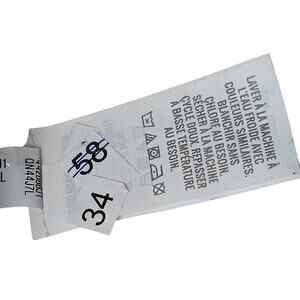 LAVER À LA MACHINE À
L'EAU FROIDE AVEC
COULEURS SIMILAIRES.
BLANCHIR SANS
CHLORE AU BESOIN.
SÉCHER À LA MACHINE
CYCLE DOUX. REPASSER
À BASSE TEMPÉRATURE
AU BESOIN.
58
34
L